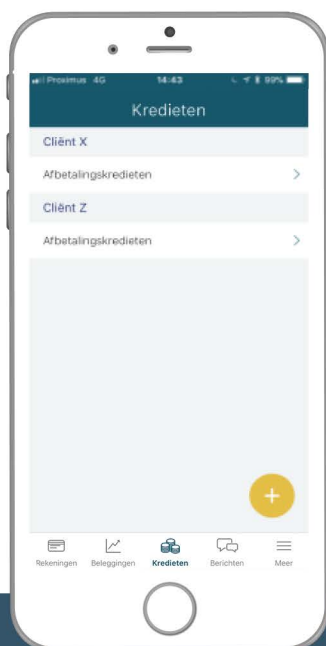 Proximus 4G 14:43 99%
Kredieten
Cliënt X
Afbetalingskredieten
Cliënt Z
Afbetalingskredieten
Rekeningen Beleggingen Kredieten Berichten Meer